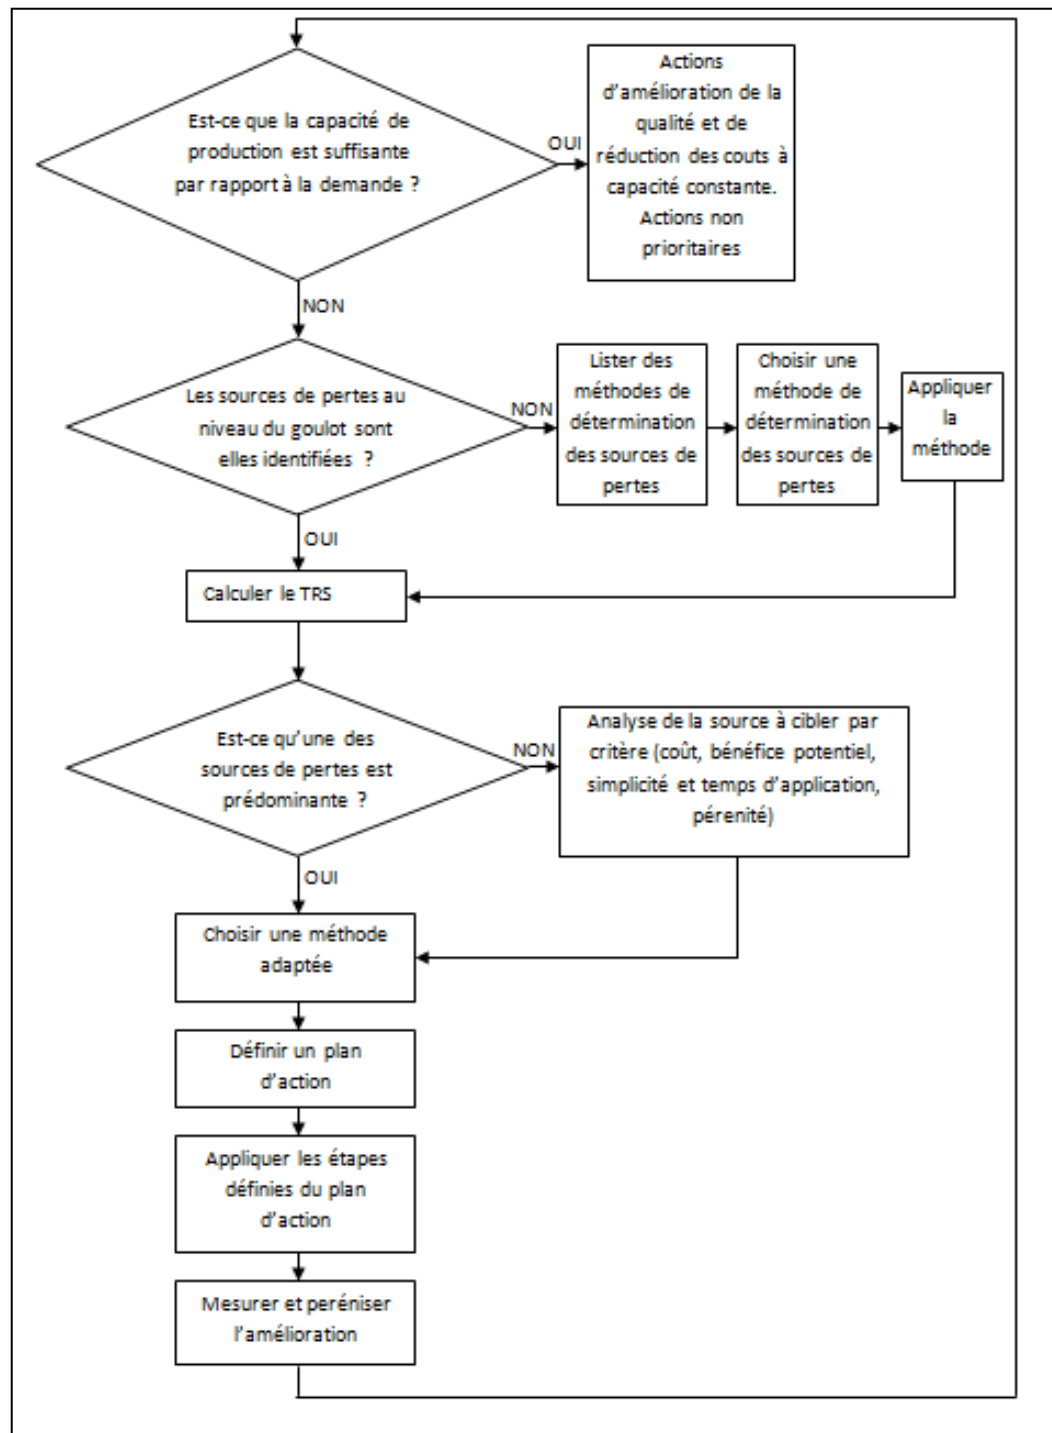 Est-ce que la capacité de
production est suffisante
par rapport à la demande ?
OUI
Actions
d'amélioration de la
qualité et de
réduction des couts à
capacité constante.
Actions non
prioritaires
NON
Les sources de pertes au
niveau du goulot sont
elles identifiées ?
NON
Lister des
méthodes de
détermination
des sources de
pertes
Choisir une
méthode de
détermination
des sources de
pertes
Appliquer
la
méthode
OUI
Calculer le TRS
Est-ce qu'une des
sources de pertes est
prédominante ?
NON
Analyse de la source à cibler par
critère (coût, bénéfice potentiel,
simplicité et temps d'application,
pérenité)
OUI
Choisir une méthode
adaptée
Définir un plan
d'action
Appliquer les étapes
définies du plan
d'action
Mesurer et peréniser
l'amélioration